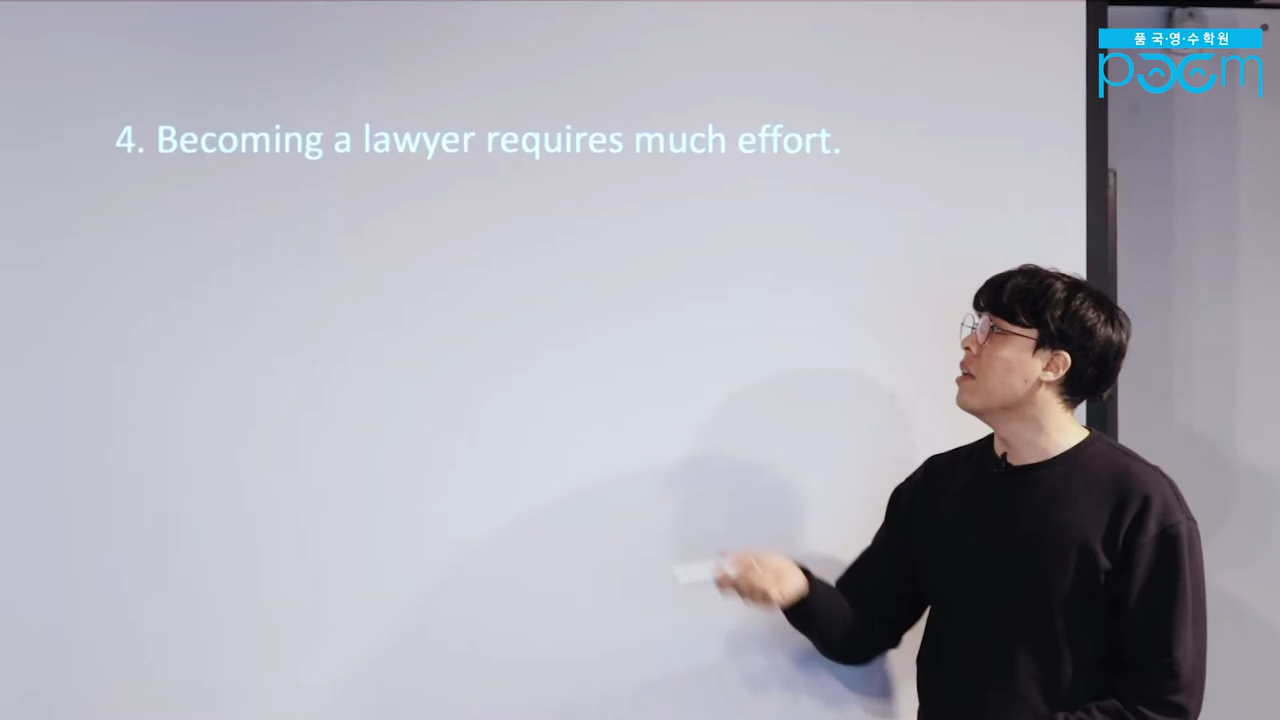 품 국·영·수 학원
poem
4. Becoming a lawyer requires much effort.